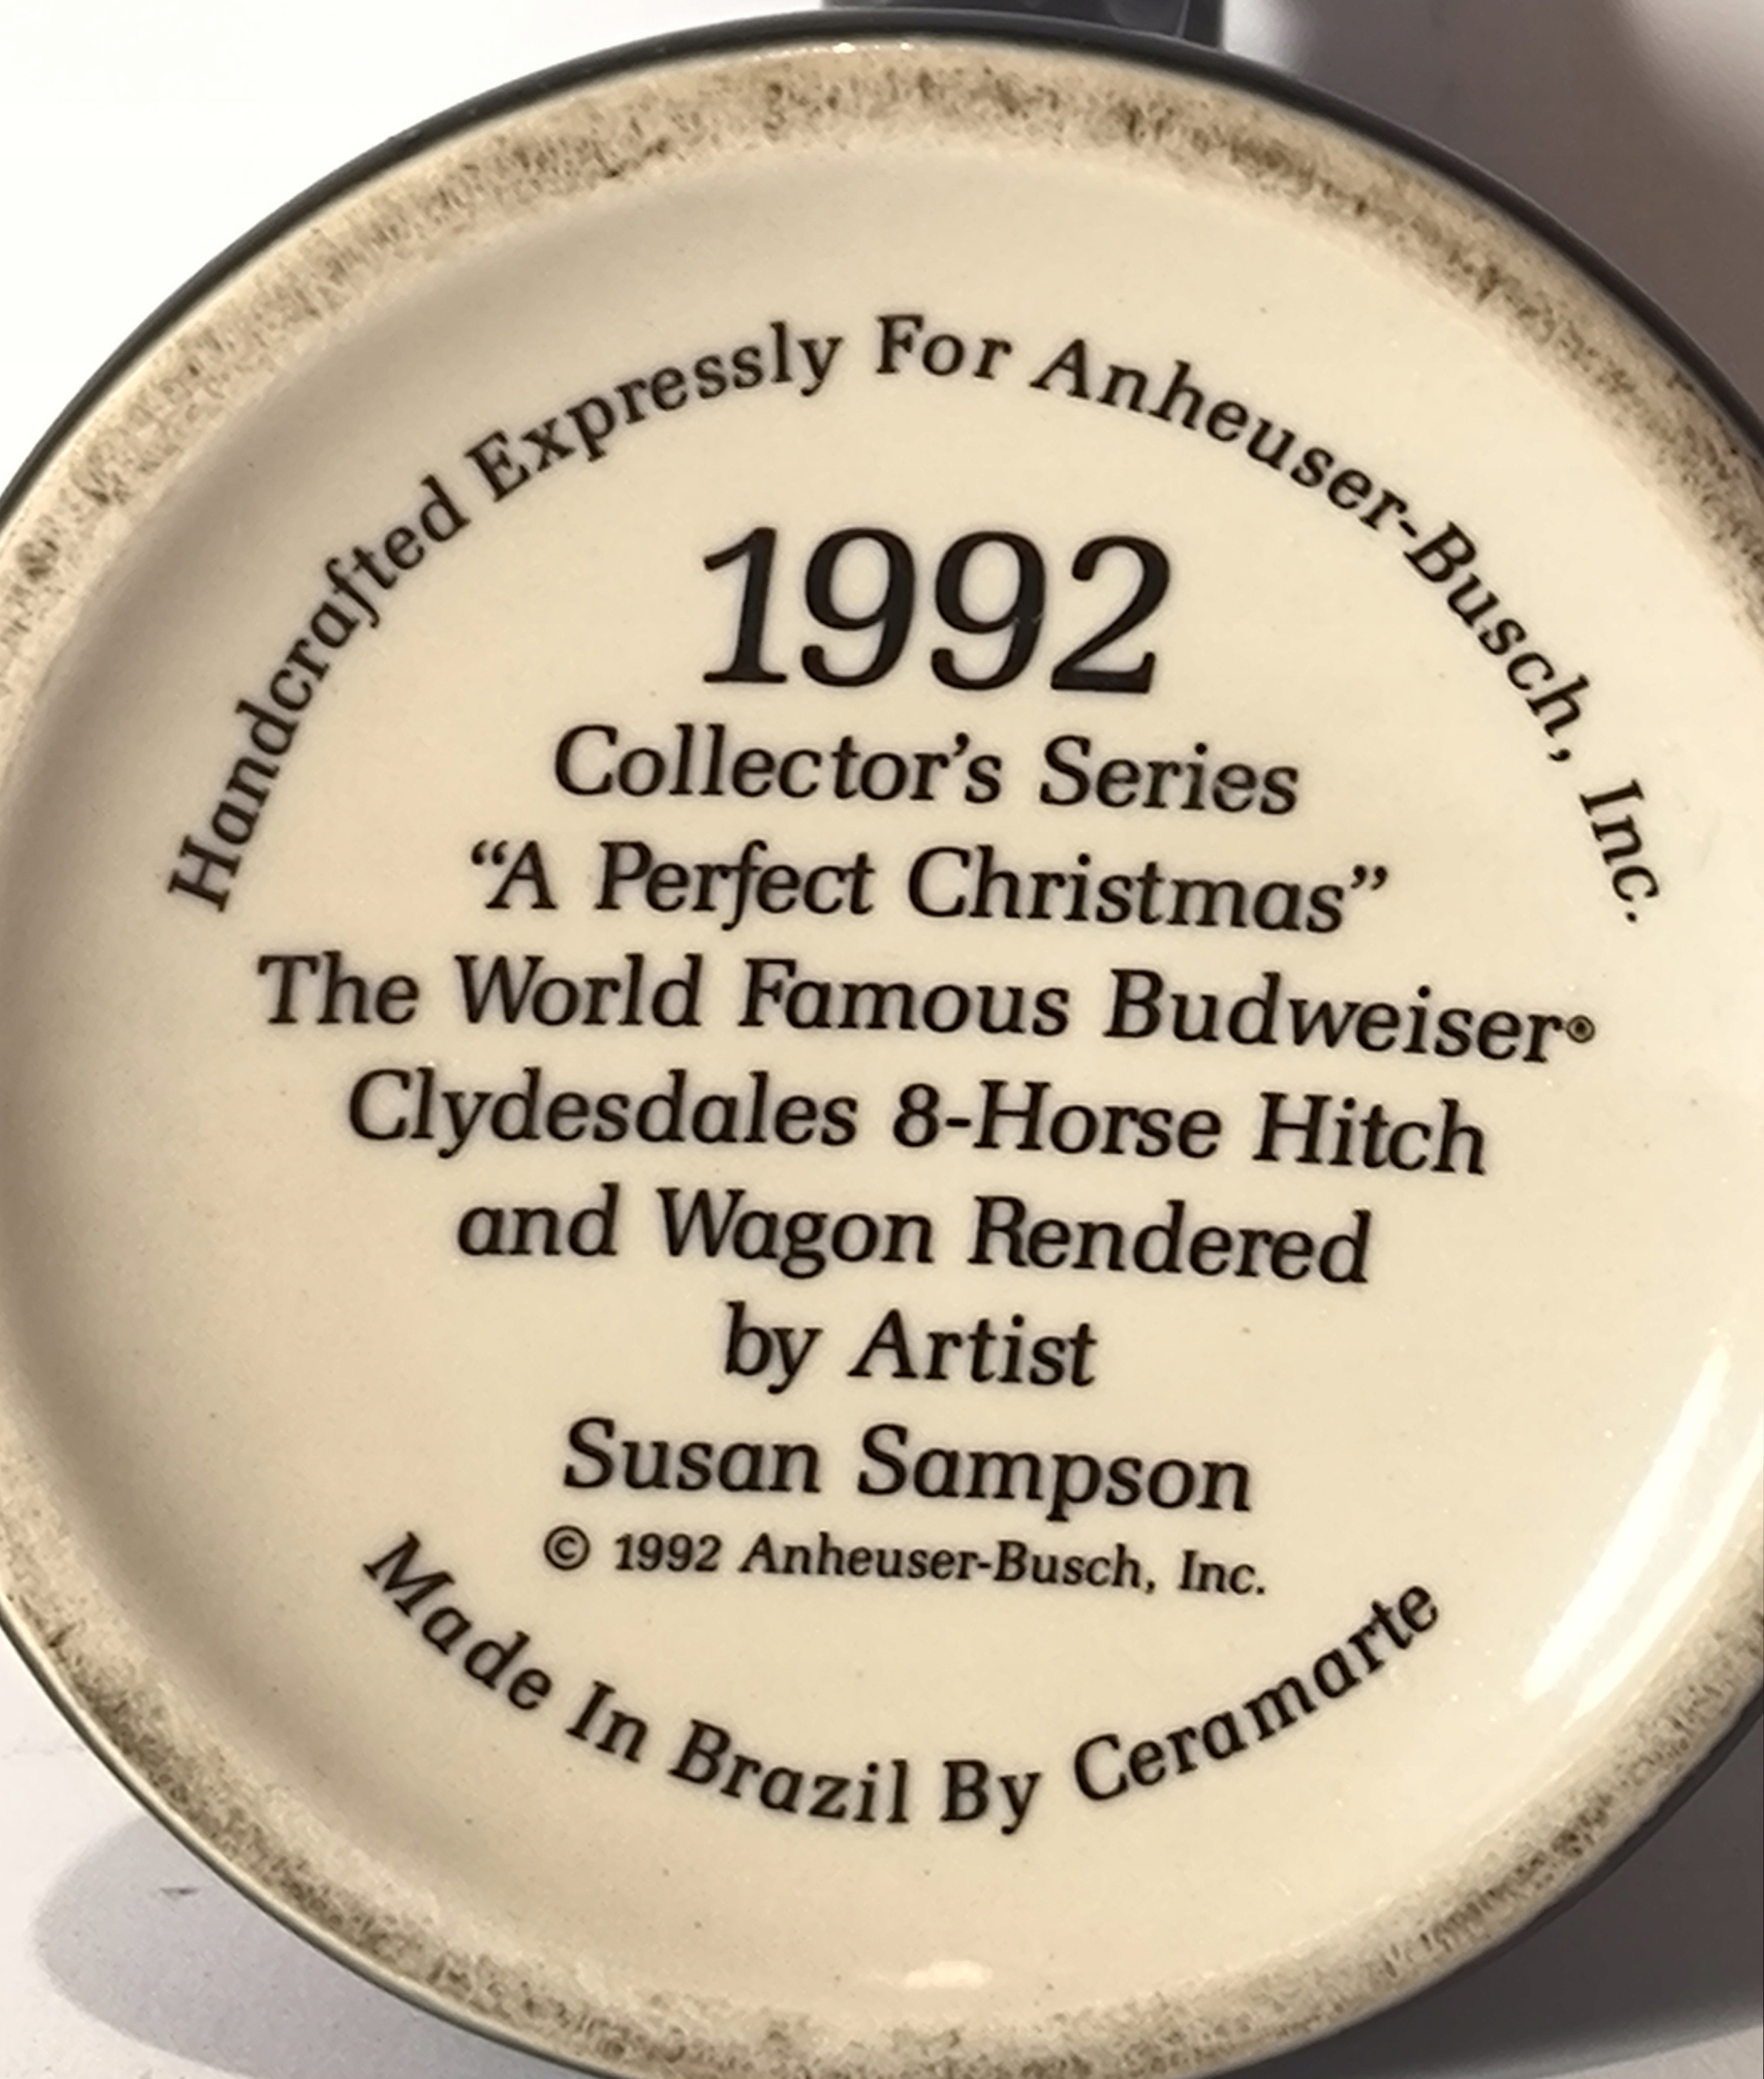 Handcrafted Expressly For Anheuser-Busch, Inc.
1992
Collector's Series
“A Perfect Christmas”
The World Famous Budweiser®
Clydesdales 8-Horse Hitch
and Wagon Rendered
by Artist
Susan Sampson
© 1992 Anheuser-Busch, Inc.
Made In Brazil By Ceramarte